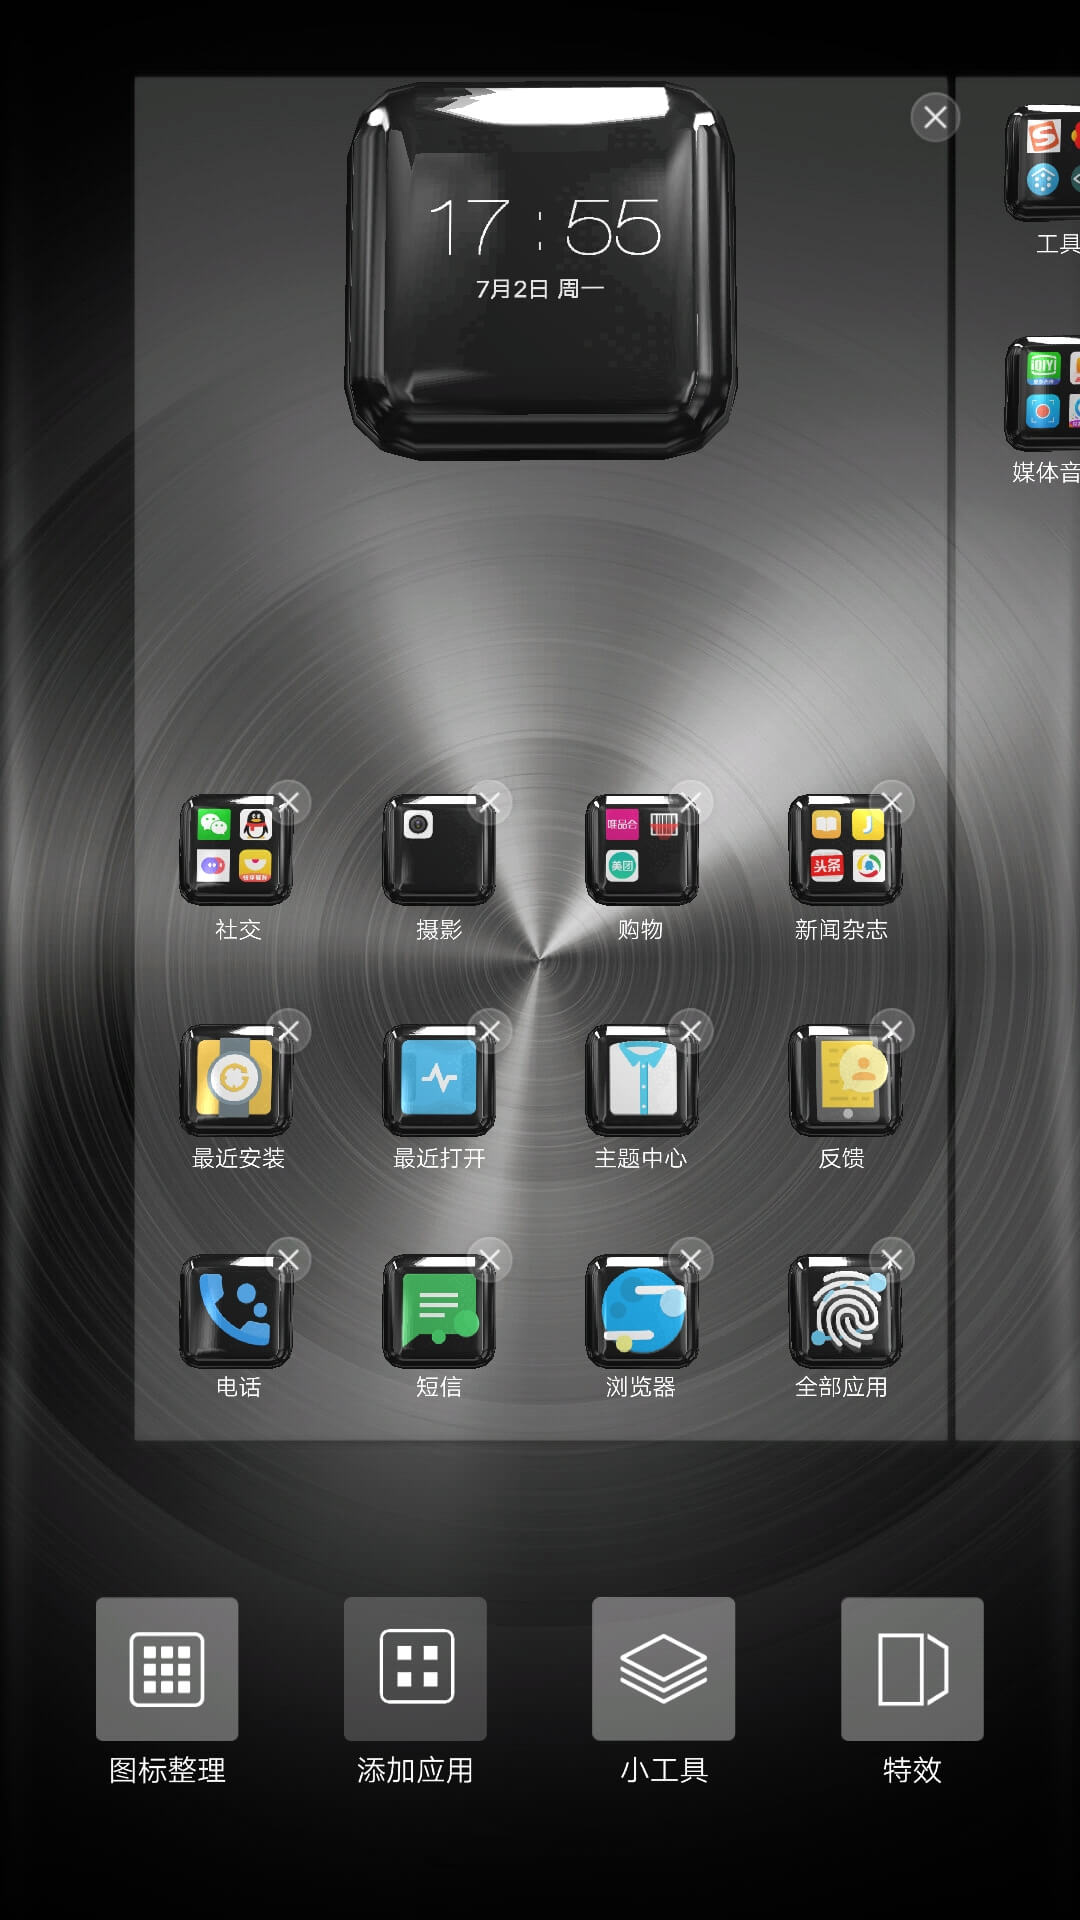 17:55
7月2日 周一
工具
iQIYI
媒体音
唯品会
美团
头条
社交
摄影
购物
新闻杂志
最近安装
最近打开
主题中心
反馈
电话
短信
浏览器
全部应用
图标整理
添加应用
小工具
特效